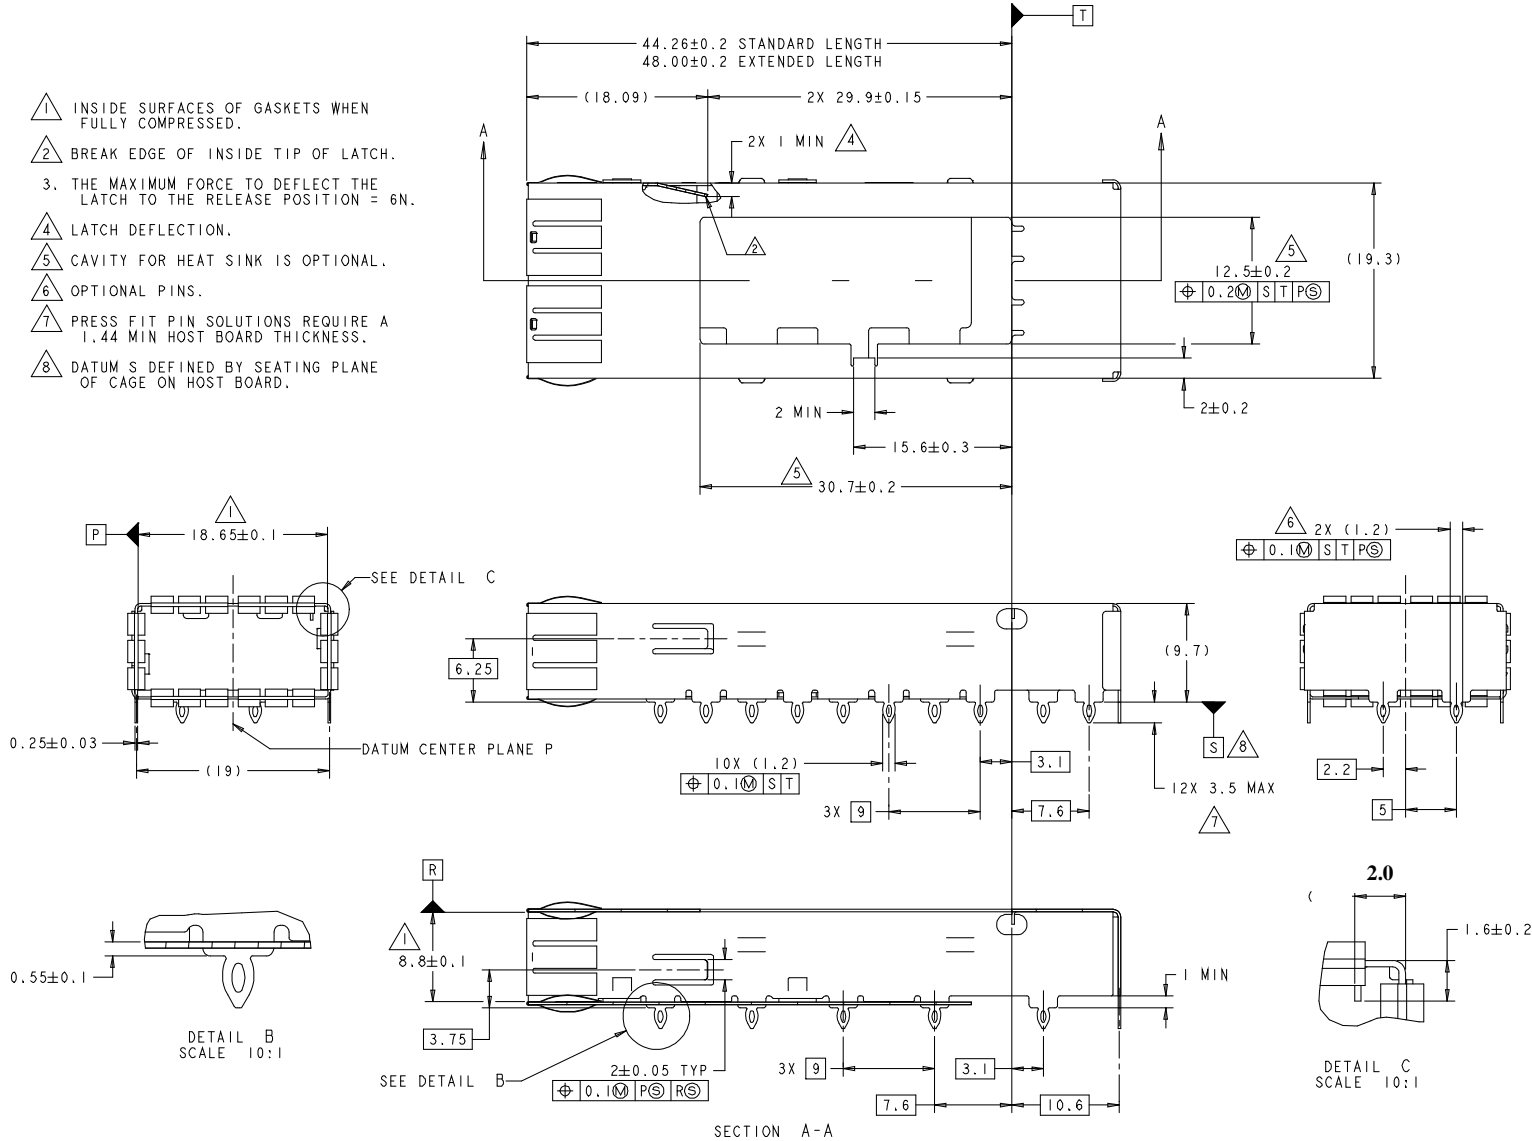 T
44.26±0.2 STANDARD LENGTH
48.00±0.2 EXTENDED LENGTH
(18.09)
2X 29.9±0.15
1 INSIDE SURFACES OF GASKETS WHEN
FULLY COMPRESSED.
2 BREAK EDGE OF INSIDE TIP OF LATCH.
3. THE MAXIMUM FORCE TO DEFLECT THE
LATCH TO THE RELEASE POSITION = 6N.
4 LATCH DEFLECTION.
5 CAVITY FOR HEAT SINK IS OPTIONAL.
6 OPTIONAL PINS.
7 PRESS FIT PIN SOLUTIONS REQUIRE A
1.44 MIN HOST BOARD THICKNESS.
8 DATUM S DEFINED BY SEATING PLANE
OF CAGE ON HOST BOARD.
A
A
2X 1 MIN 4
2
5
12.5±0.2
⌖ 0.2Ⓜ S T PⓈ
(19.3)
2 MIN
2±0.2
15.6±0.3
5
30.7±0.2
1
P
18.65±0.1
SEE DETAIL C
0.25±0.03
(19)
DATUM CENTER PLANE P
6.25
10X (1.2)
⌖ 0.1Ⓜ S T
3X 9
3.1
7.6
(9.7)
S 8
12X 3.5 MAX
7
6 2X (1.2)
⌖ 0.1Ⓜ S T PⓈ
2.2
5
0.55±0.1
DETAIL B
SCALE 10:1
R
1
8.8±0.1
3.75
SEE DETAIL B
2±0.05 TYP
⌖ 0.1Ⓜ PⓈ RⓈ
3X 9
3.1
7.6
10.6
1 MIN
SECTION A-A
2.0
(
1.6±0.2
DETAIL C
SCALE 10:1